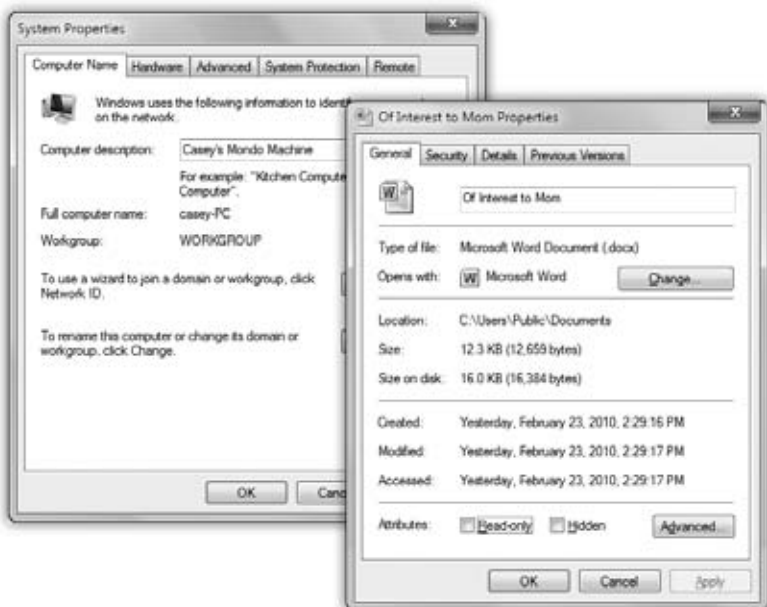 System Properties
Computer Name Hardware Advanced System Protection Remote
Windows uses the following information to identi
on the network.
Computer description: Casey's Mondo Machine
For example: "Kitchen Compute
Computer".
Full computer name: casey-PC
Workgroup: WORKGROUP
To use a wizard to join a domain or workgroup, click
Network ID.
To rename this computer or change its domain or
workgroup, click Change.
OK Canc
Of Interest to Mom Properties
General Security Details Previous Versions
W
Of Interest to Mom
Type of file: Microsoft Word Document (.docx)
Opens with: W Microsoft Word Change...
Location: C:\Users\Public\Documents
Size: 12.3 KB (12,659 bytes)
Size on disk: 16.0 KB (16,384 bytes)
Created: Yesterday, February 23, 2010, 2:29:16 PM
Modified: Yesterday, February 23, 2010, 2:29:17 PM
Accessed: Yesterday, February 23, 2010, 2:29:17 PM
Attributes: Read-only Hidden Advanced...
OK Cancel Apply